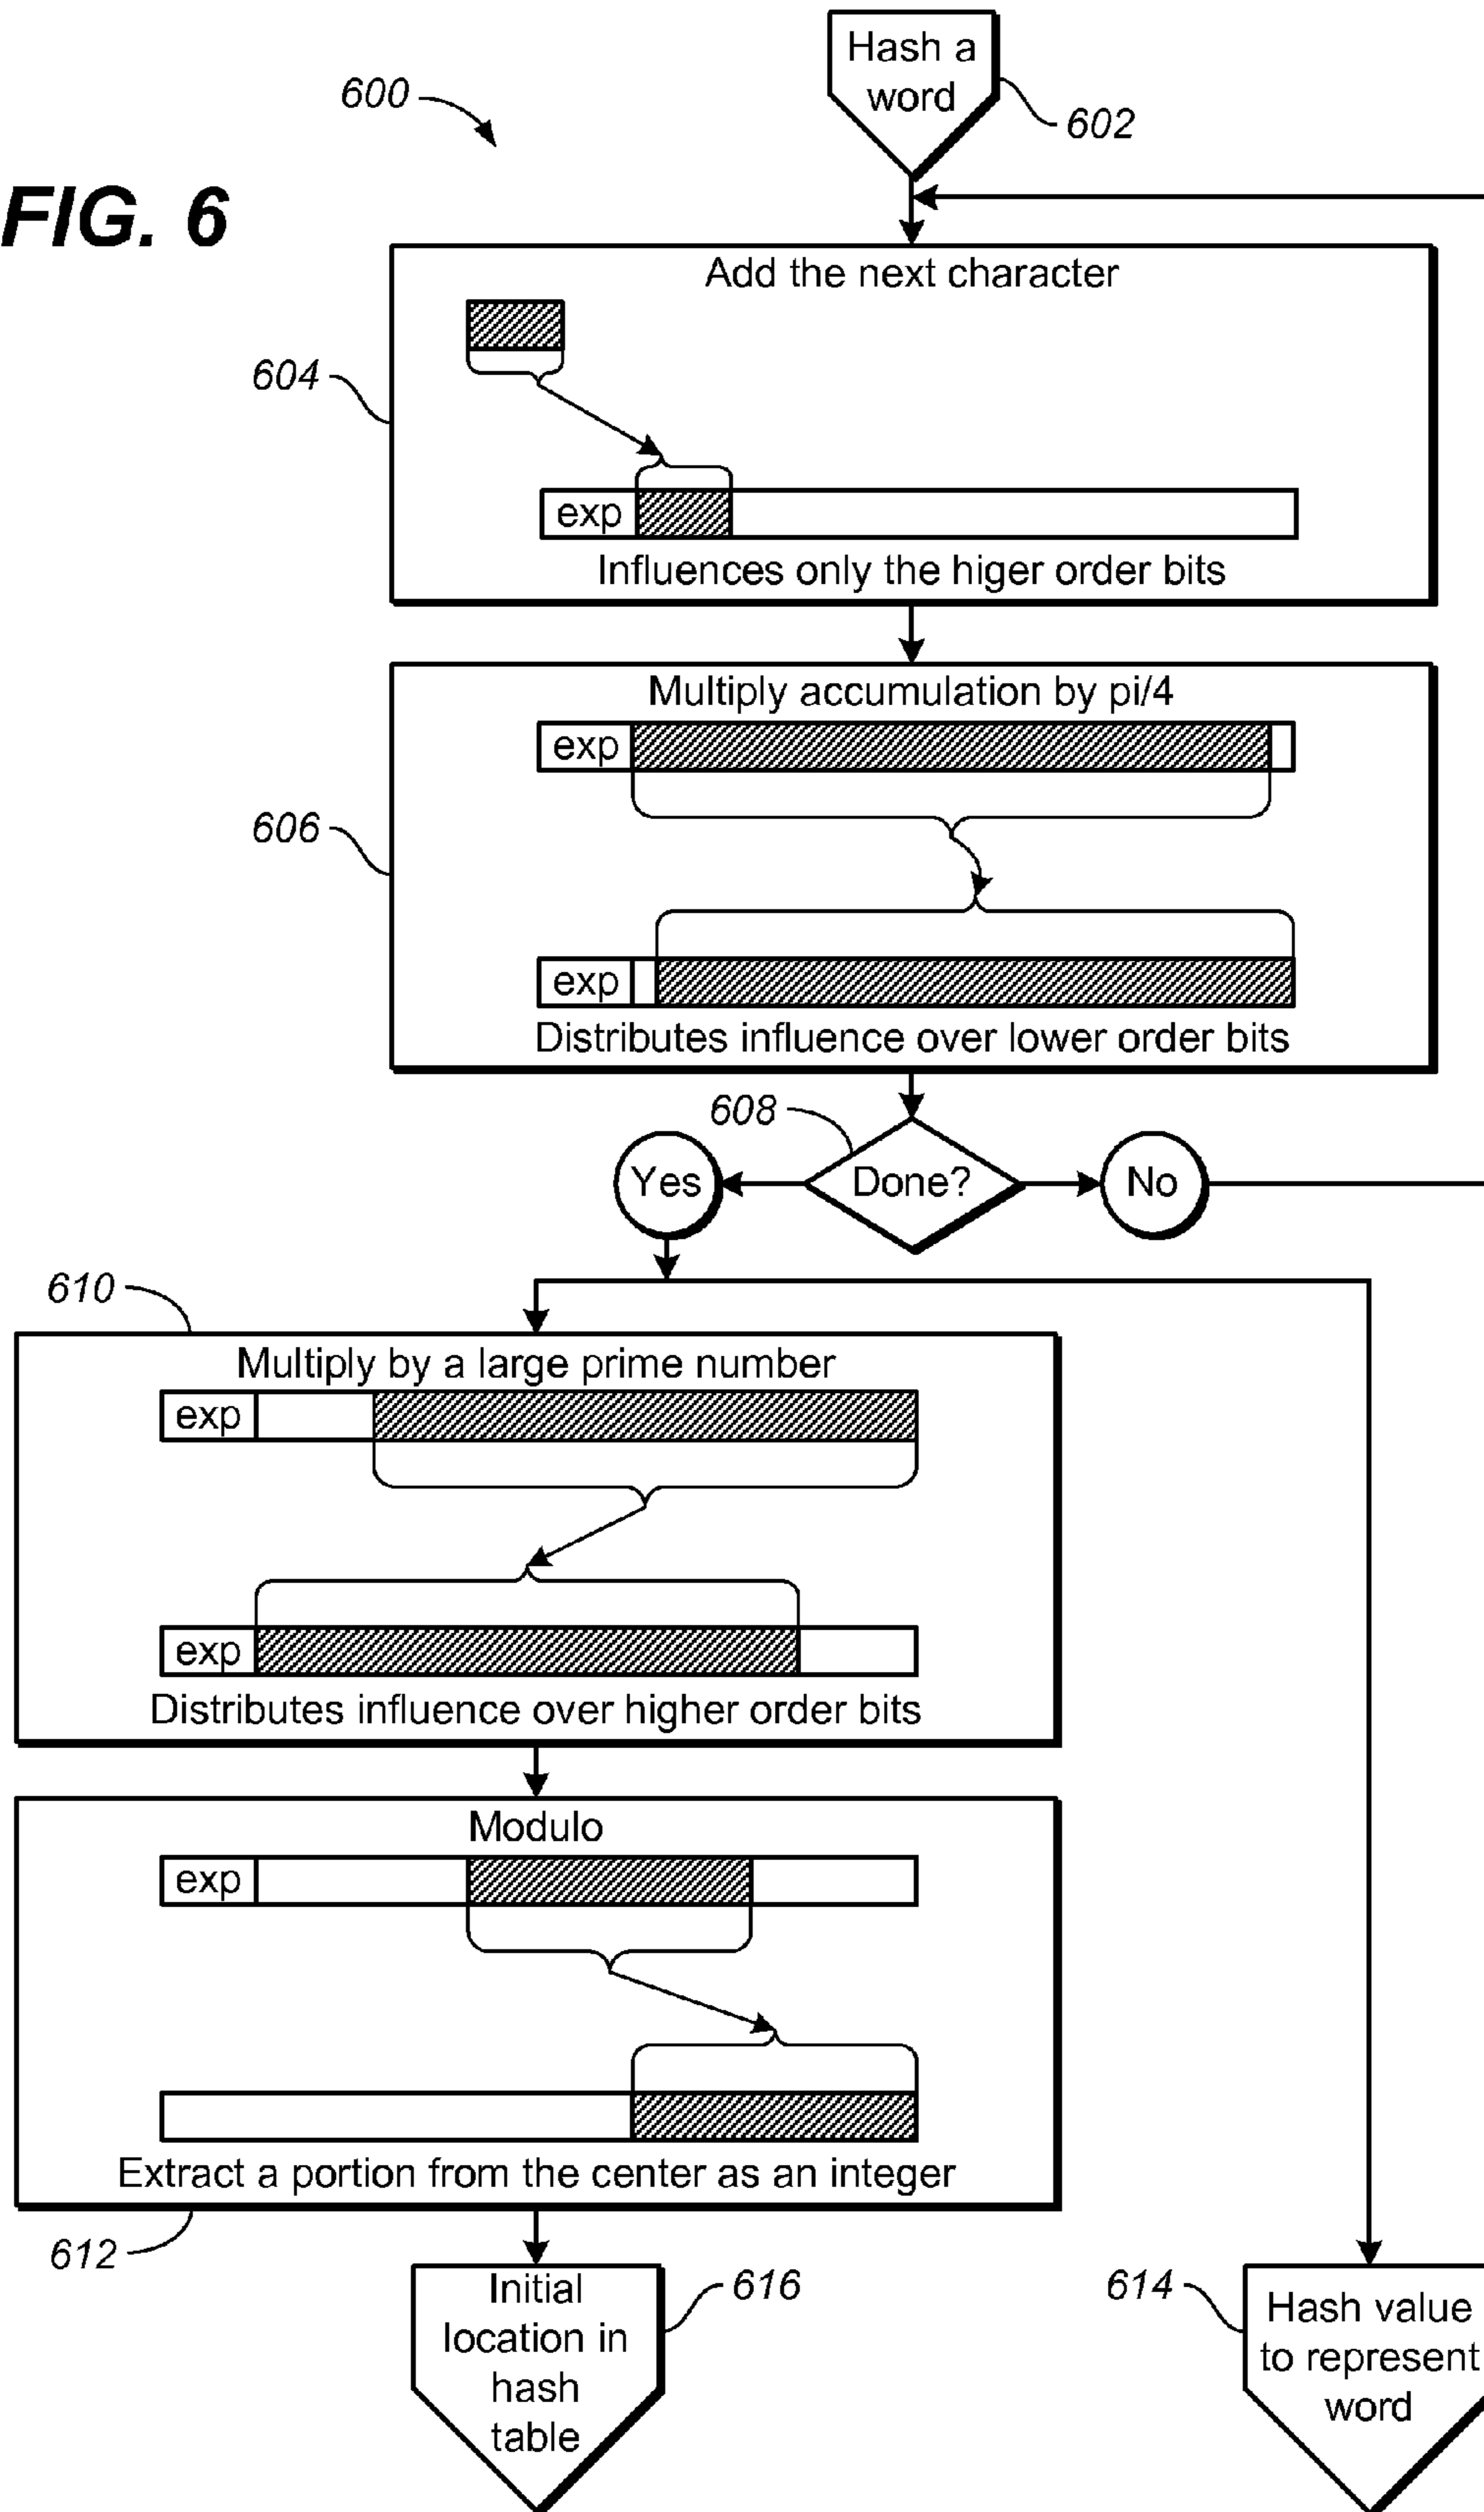 Hash a
word
600
602
FIG. 6
Add the next character
604
exp
Influences only the higer order bits
Multiply accumulation by pi/4
exp
606
exp
Distributes influence over lower order bits
608
Yes
Done?
No
610
Multiply by a large prime number
exp
exp
Distributes influence over higher order bits
Modulo
exp
Extract a portion from the center as an integer
612
Initial
location in
hash
table
616
614
Hash value
to represent
word